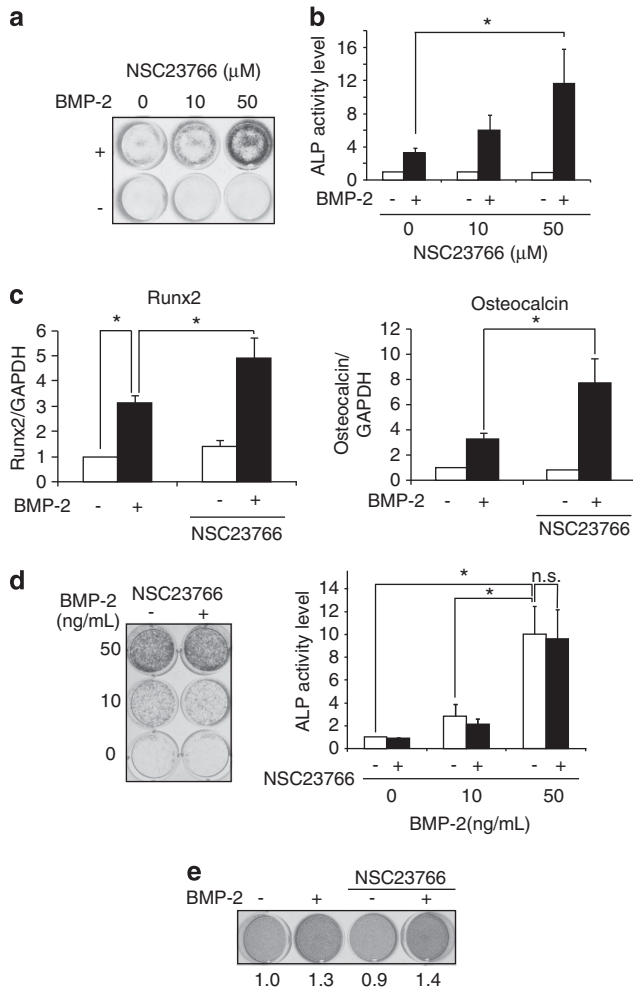 a
NSC23766 (μM)
BMP-2 0 10 50
+
-
b
ALP activity level
16
12
8
4
0
BMP-2 - + - + - +
0 10 50
NSC23766 (μM)
c
Runx2
* *
Runx2/GAPDH
6
5
4
3
2
1
0
BMP-2 - + - +
NSC23766
Osteocalcin
*
Osteocalcin/
GAPDH
12
10
8
6
4
2
0
BMP-2 - + - +
NSC23766
d
NSC23766
BMP-2
(ng/mL)
- +
50
10
0
* n.s.
*
ALP activity level
14
12
10
8
6
4
2
0
NSC23766 - + - + - +
0 10 50
BMP-2(ng/mL)
e
NSC23766
BMP-2 - + - +
1.0 1.3 0.9 1.4